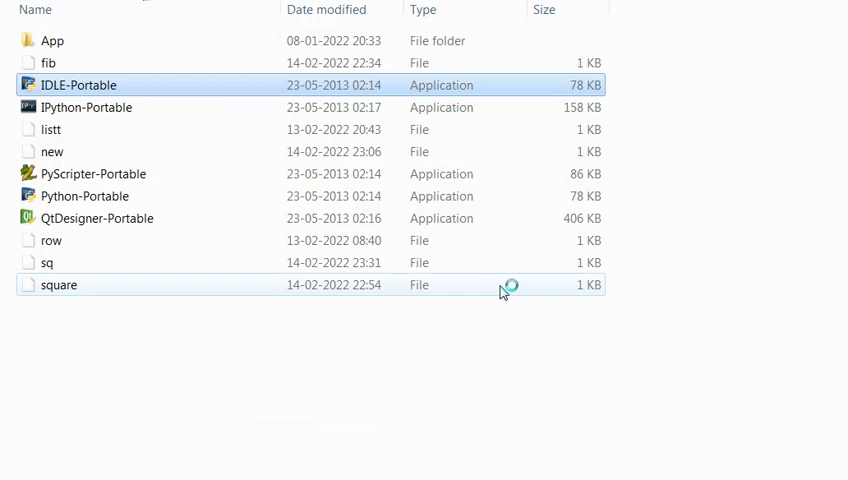 Name Date modified Type Size
App 08-01-2022 20:33 File folder
fib 14-02-2022 22:34 File 1 KB
IDLE-Portable 23-05-2013 02:14 Application 78 KB
IPython-Portable 23-05-2013 02:17 Application 158 KB
listt 13-02-2022 20:43 File 1 KB
new 14-02-2022 23:06 File 1 KB
PyScripter-Portable 23-05-2013 02:14 Application 86 KB
Python-Portable 23-05-2013 02:14 Application 78 KB
QtDesigner-Portable 23-05-2013 02:16 Application 406 KB
row 13-02-2022 08:40 File 1 KB
sq 14-02-2022 23:31 File 1 KB
square 14-02-2022 22:54 File 1 KB